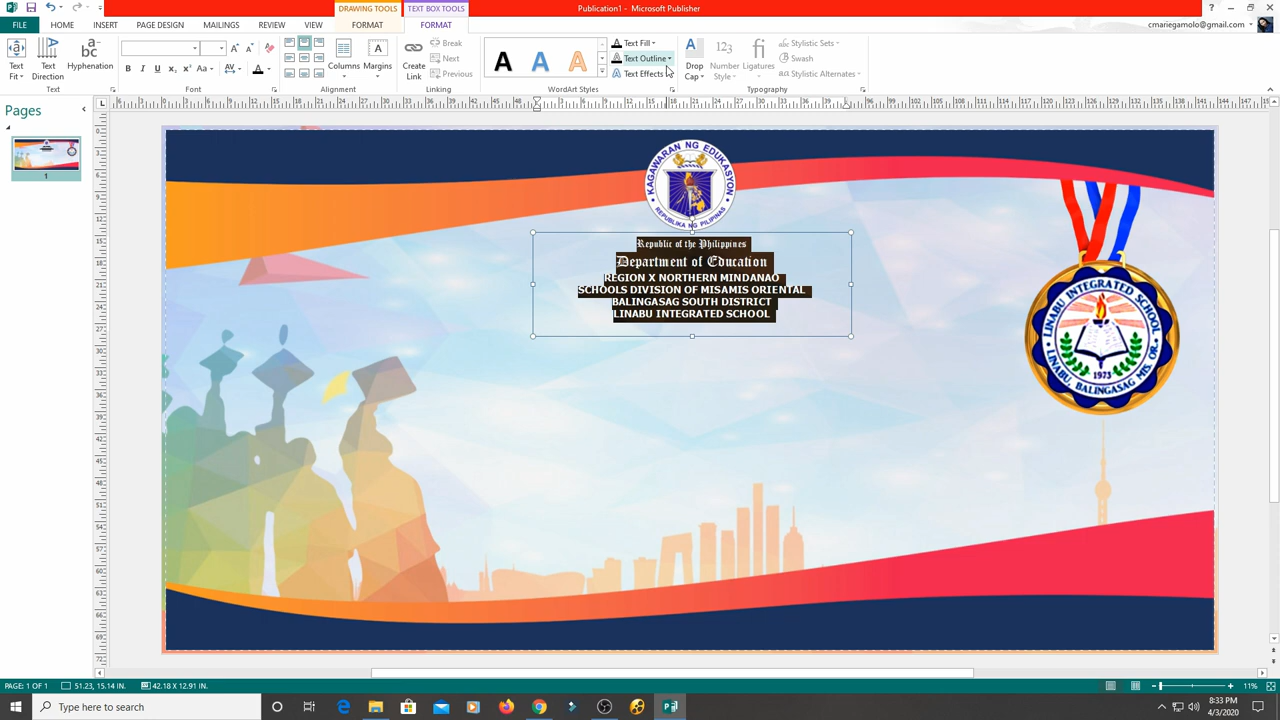 DRAWING TOOLS
TEXT BOX TOOLS
Publication1 - Microsoft Publisher
?
FILE
HOME
INSERT
PAGE DESIGN
MAILINGS
REVIEW
VIEW
FORMAT
FORMAT
cmariegamolo@gmail.com
Text Fit
Text Direction
Hyphenation
Text
B I U x₂ x² Aa AV A
Font
Alignment
Columns
Margins
Create Link
Break
Next
Previous
Linking
A A A
WordArt Styles
Text Fill
Text Outline
Text Effects
Drop Cap
Number Style
Ligatures
Stylistic Sets
Swash
Stylistic Alternates
Typography
Pages
1
KAGAWARAN NG EDUKASYON
REPUBLIKA NG PILIPINAS
Republic of the Philippines
Department of Education
REGION X NORTHERN MINDANAO
SCHOOLS DIVISION OF MISAMIS ORIENTAL
BALINGASAG SOUTH DISTRICT
LINABU INTEGRATED SCHOOL
LINABU INTEGRATED SCHOOL
1973
LINABU, BALINGASAG MIS. OR.
PAGE: 1 OF 1
51.23, 15.14 IN.
42.18 X 12.91 IN.
11%
Type here to search
8:33 PM
4/3/2020